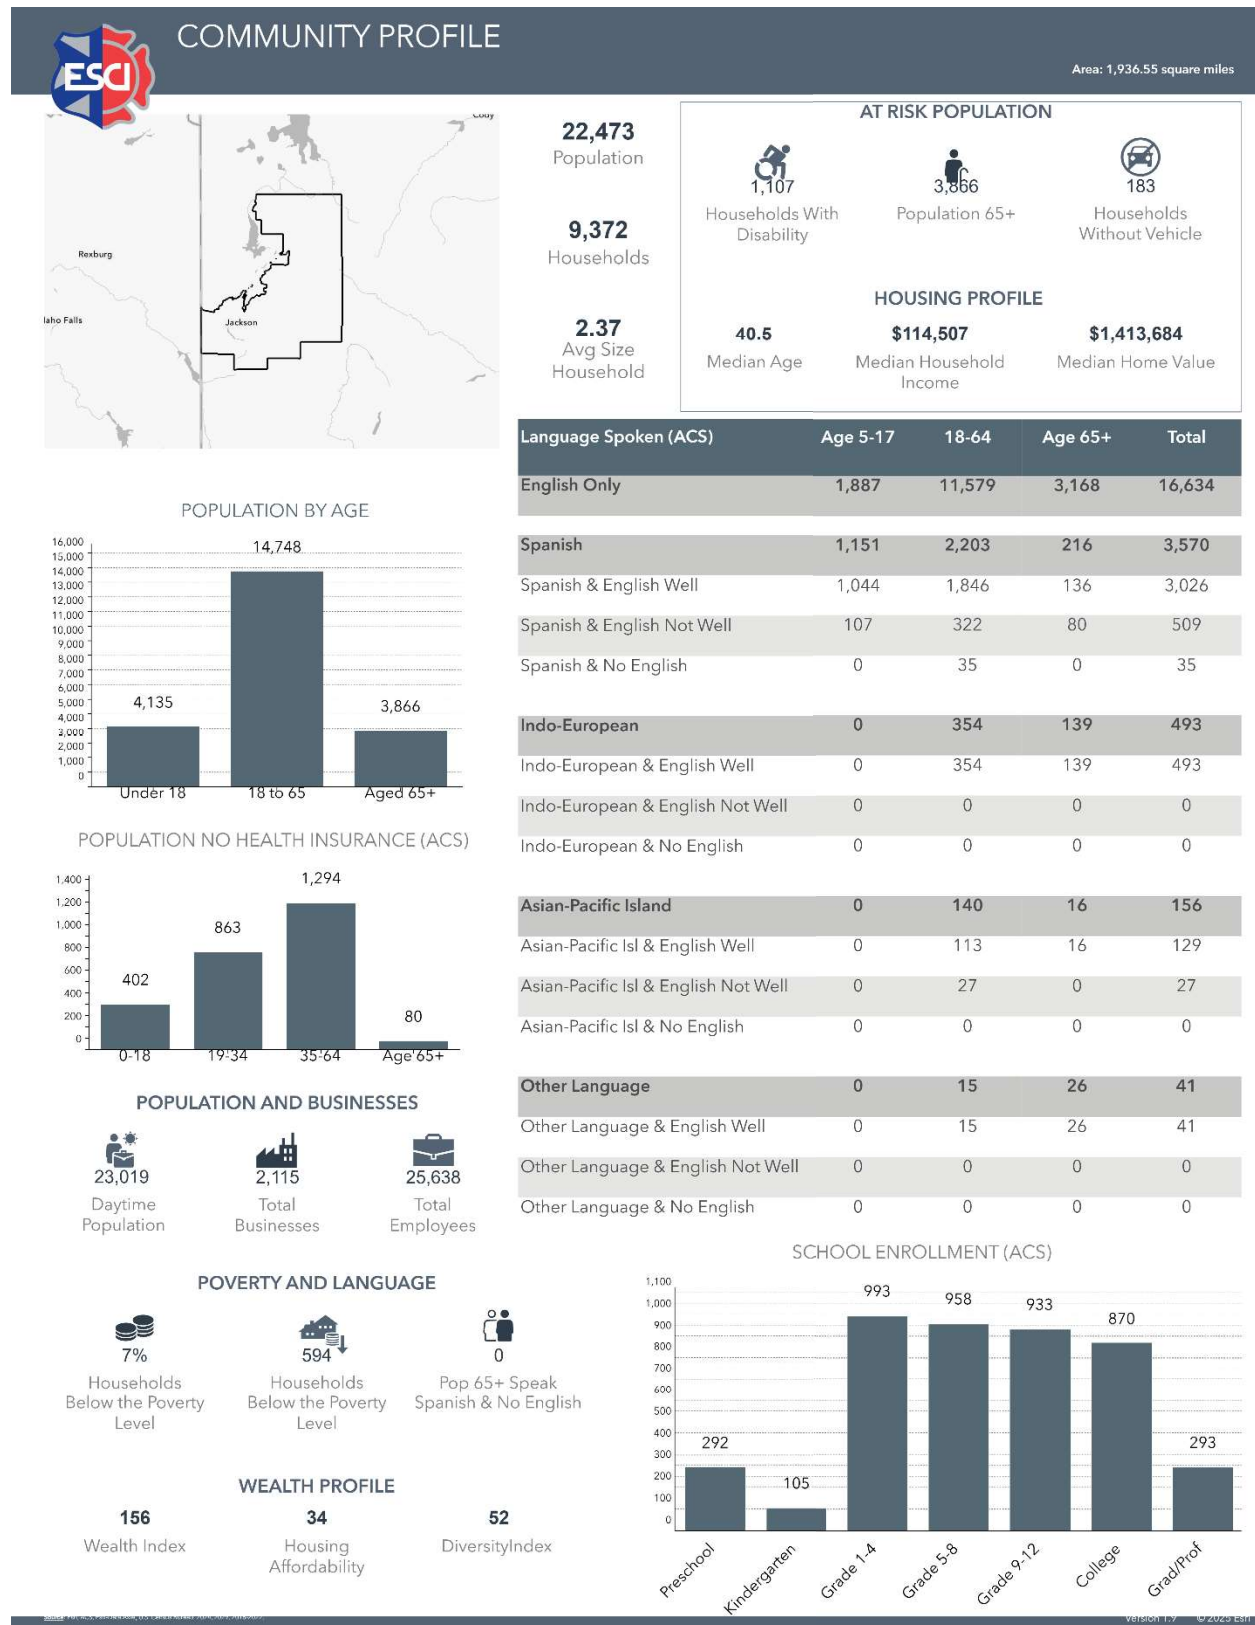 COMMUNITY PROFILE
ESCI
Area: 1,936.55 square miles
Cody
Rexburg
Idaho Falls
Jackson
22,473
Population
9,372
Households
2.37
Avg Size
Household
AT RISK POPULATION
1,107
Households With
Disability
3,866
Population 65+
183
Households
Without Vehicle
HOUSING PROFILE
40.5
Median Age
$114,507
Median Household
Income
$1,413,684
Median Home Value
Language Spoken (ACS) Age 5-17 18-64 Age 65+ Total
English Only 1,887 11,579 3,168 16,634
Spanish 1,151 2,203 216 3,570
Spanish & English Well 1,044 1,846 136 3,026
Spanish & English Not Well 107 322 80 509
Spanish & No English 0 35 0 35
Indo-European 0 354 139 493
Indo-European & English Well 0 354 139 493
Indo-European & English Not Well 0 0 0 0
Indo-European & No English 0 0 0 0
Asian-Pacific Island 0 140 16 156
Asian-Pacific Isl & English Well 0 113 16 129
Asian-Pacific Isl & English Not Well 0 27 0 27
Asian-Pacific Isl & No English 0 0 0 0
Other Language 0 15 26 41
Other Language & English Well 0 15 26 41
Other Language & English Not Well 0 0 0 0
Other Language & No English 0 0 0 0
POPULATION BY AGE
16,000
15,000
14,000
13,000
12,000
11,000
10,000
9,000
8,000
7,000
6,000
5,000
4,000
3,000
2,000
1,000
0
4,135
14,748
3,866
Under 18 18 to 65 Aged 65+
POPULATION NO HEALTH INSURANCE (ACS)
1,400
1,200
1,000
800
600
400
200
0
402
863
1,294
80
0-18 19-34 35-64 Age 65+
POPULATION AND BUSINESSES
23,019
Daytime
Population
2,115
Total
Businesses
25,638
Total
Employees
POVERTY AND LANGUAGE
7%
Households
Below the Poverty
Level
594
Households
Below the Poverty
Level
0
Pop 65+ Speak
Spanish & No English
WEALTH PROFILE
156
Wealth Index
34
Housing
Affordability
52
DiversityIndex
SCHOOL ENROLLMENT (ACS)
1,100
1,000
900
800
700
600
500
400
300
200
100
0
292
105
993
958
933
870
293
Preschool
Kindergarten
Grade 1-4
Grade 5-8
Grade 9-12
College
Grad/Prof
Version 1.9 © 2025 Esri